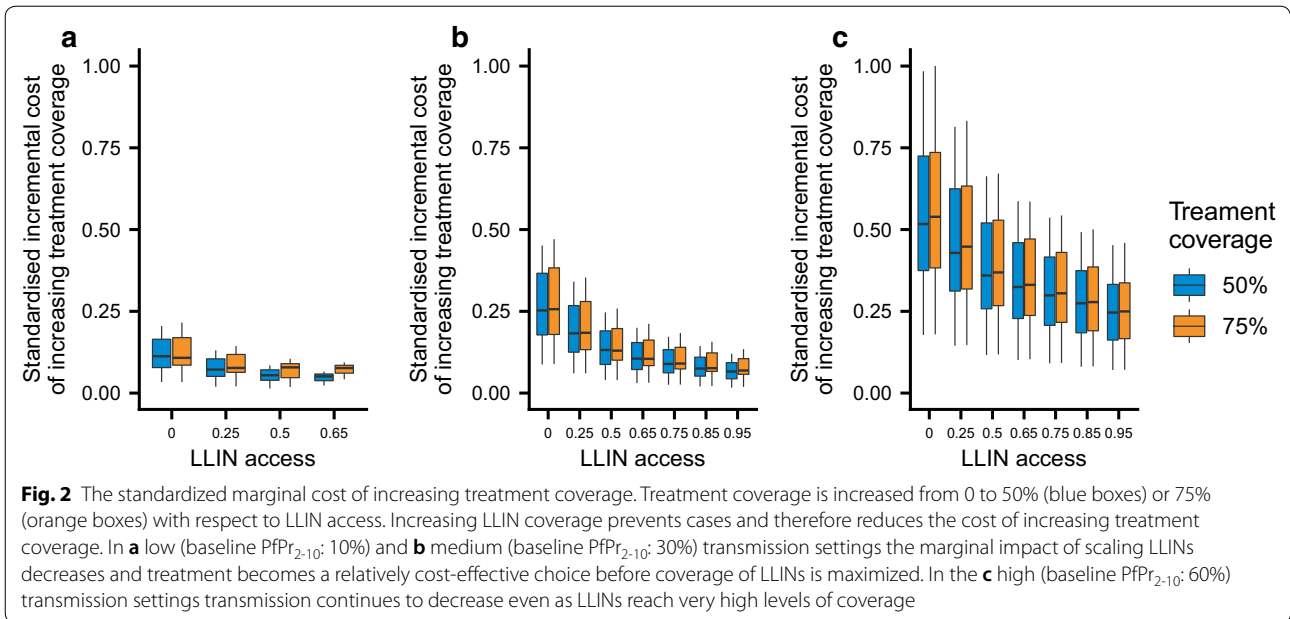 a
b
c
Standardised incremental cost
of increasing treatment coverage
1.00
0.75
0.50
0.25
0.00
0
0.25
0.5
0.65
LLIN access
Standardised incremental cost
of increasing treatment coverage
1.00
0.75
0.50
0.25
0.00
0
0.25
0.5
0.65
0.75
0.85
0.95
LLIN access
Standardised incremental cost
of increasing treatment coverage
1.00
0.75
0.50
0.25
0.00
0
0.25
0.5
0.65
0.75
0.85
0.95
LLIN access
Treament
coverage
50%
75%
Fig. 2 The standardized marginal cost of increasing treatment coverage. Treatment coverage is increased from 0 to 50% (blue boxes) or 75%
(orange boxes) with respect to LLIN access. Increasing LLIN coverage prevents cases and therefore reduces the cost of increasing treatment
coverage. In a low (baseline PfPr2-10: 10%) and b medium (baseline PfPr2-10: 30%) transmission settings the marginal impact of scaling LLINs
decreases and treatment becomes a relatively cost-effective choice before coverage of LLINs is maximized. In the c high (baseline PfPr2-10: 60%)
transmission settings transmission continues to decrease even as LLINs reach very high levels of coverage